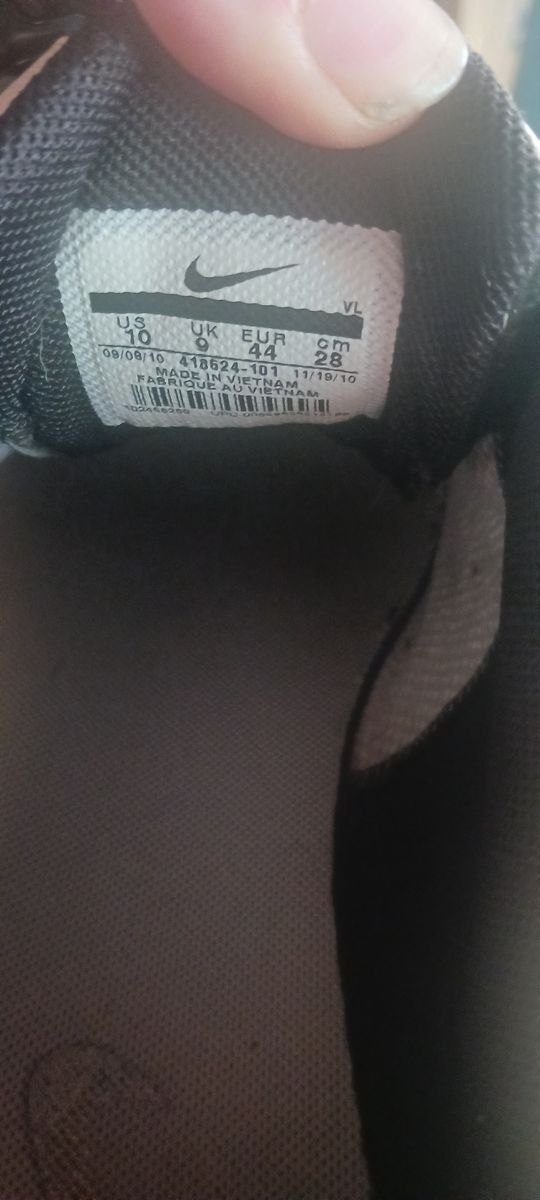 VL
US UK EUR cm
10 9 44 28
09/09/10 418624-101 11/19/10
MADE IN VIETNAM
FABRIQUE AU VIETNAM
UPC